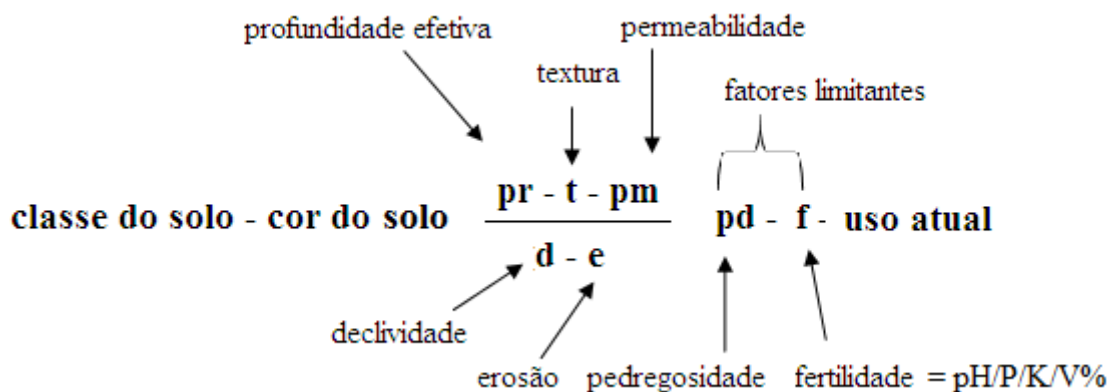 profundidade efetiva
permeabilidade
textura
fatores limitantes
classe do solo - cor do solo
pr - t - pm
d - e
pd - f - uso atual
declividade
erosão
pedregosidade
fertilidade = pH/P/K/V%